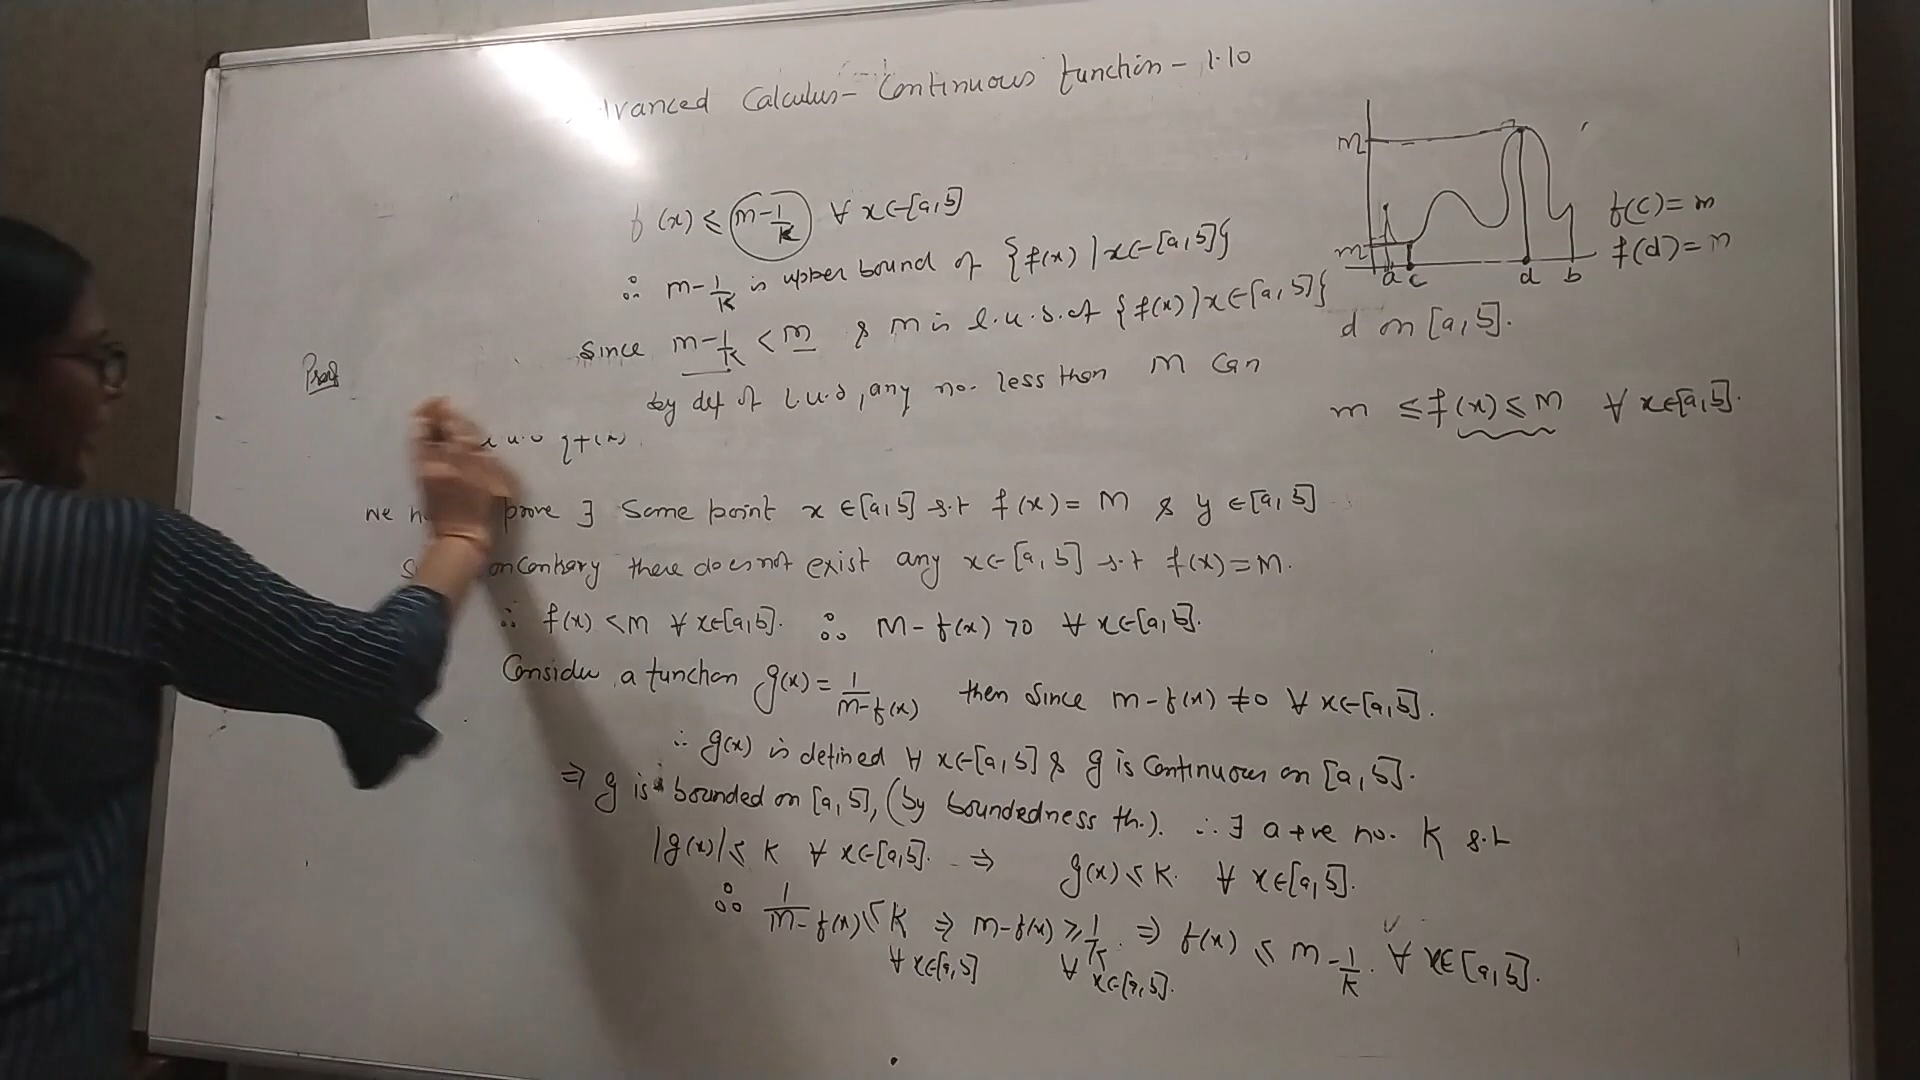 Advanced Calculus - Continuous function - 1.10
f(x) ≤ m - 1/K ∀ x∈[a,b]
∴ m - 1/K is upper bound of {f(x) | x∈[a,b]}
Since m - 1/K < m & m is l.u.b. of {f(x) | x∈[a,b]}
by def of l.u.b, any no. less than m can
l.u.b {f(x)
Proof
we prove ∃ some point x ∈[a,b] s.t f(x) = M & y ∈[a,b]
on contrary there does not exist any x∈[a,b] s.t f(x) = M.
∴ f(x) < M ∀ x∈[a,b]. ∴ M - f(x) > 0 ∀ x∈[a,b].
Consider a function g(x) = 1/(M - f(x)) then since m - f(x) ≠ 0 ∀ x∈[a,b].
∴ g(x) is defined ∀ x∈[a,b] & g is continuous on [a,b].
⇒ g is bounded on [a,b], (by boundedness th.). ∴ ∃ a +ve no. K s.t
|g(x)| ≤ K ∀ x∈[a,b]. ⇒ g(x) ≤ K. ∀ x∈[a,b].
∴ 1/(M - f(x)) ≤ K ⇒ m - f(x) ≥ 1/K. ⇒ f(x) ≤ m - 1/K. ∀ x∈[a,b].
∀ x∈[a,b] ∀ x∈[a,b].
M
m
a c d b
f(c) = m
f(d) = M
d on [a,b].
m ≤ f(x) ≤ M ∀ x∈[a,b].